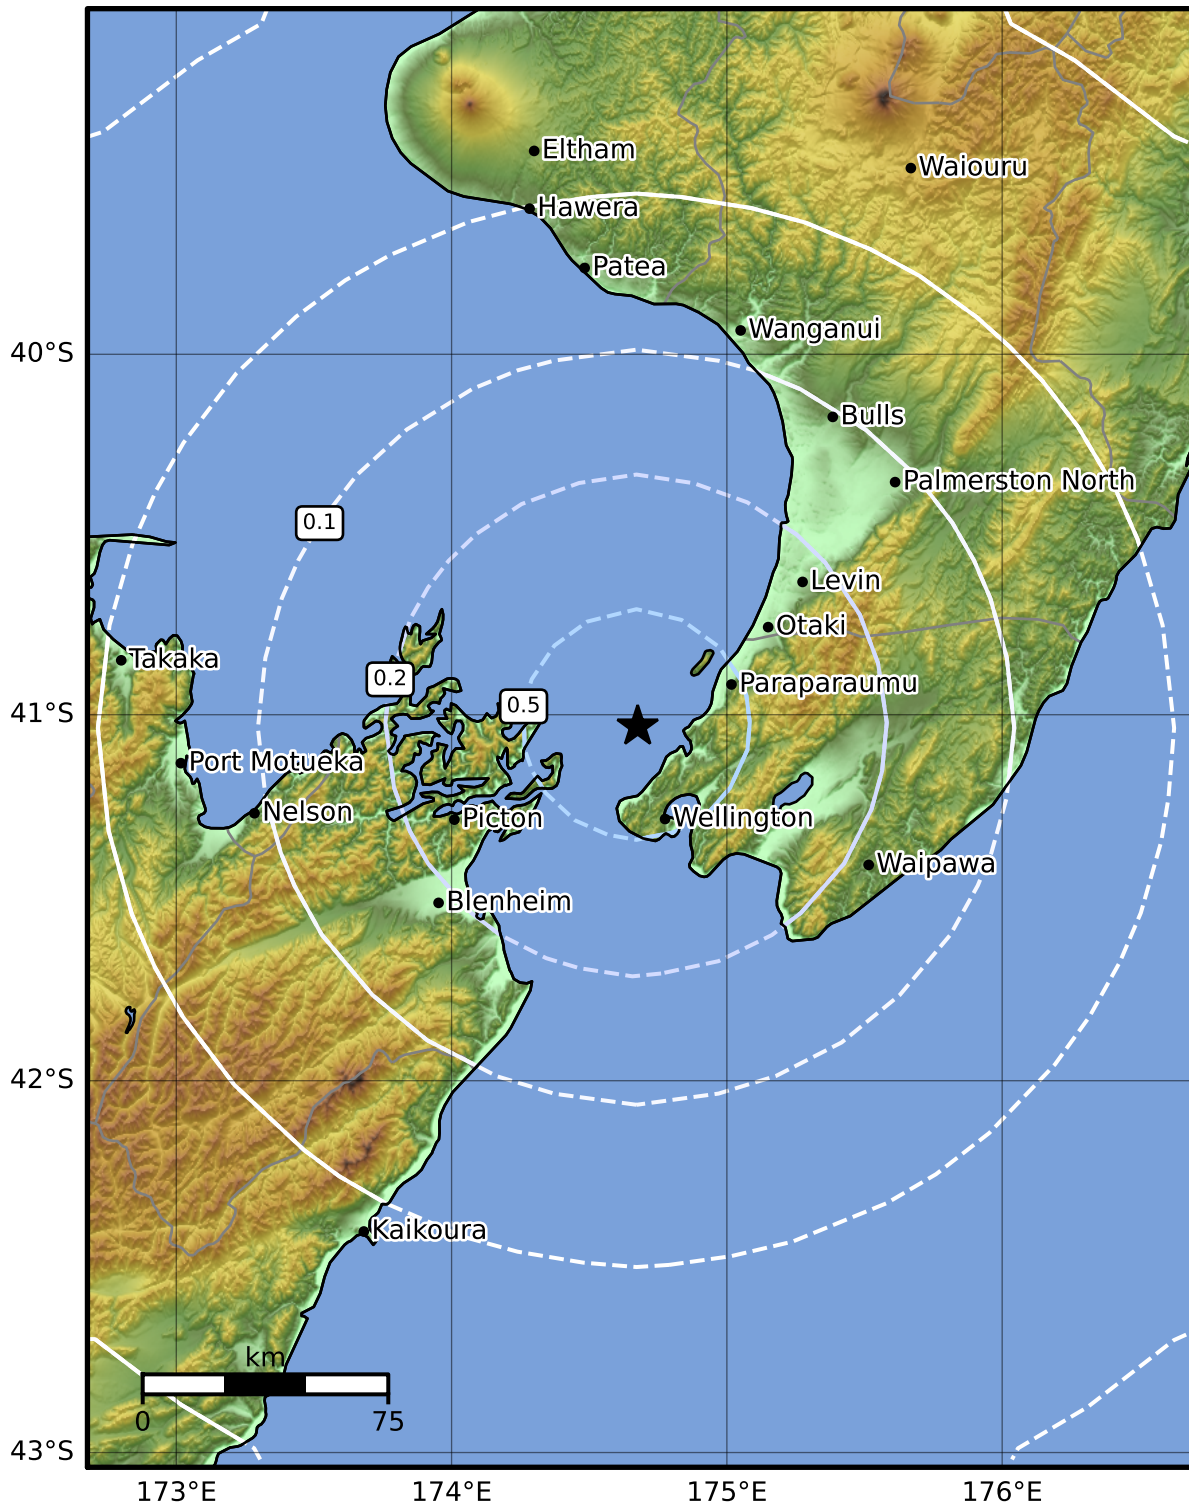 Eltham
Waiouru
Hawera
Patea
Wanganui
40°S
Bulls
Palmerston North
0.1
Levin
Otaki
Takaka
0.2
Paraparaumu
0.5
41°S
Port Motueka
Nelson
Picton
Wellington
Waipawa
Blenheim
42°S
Kaikoura
km
0
75
43°S
173°E
174°E
175°E
176°E